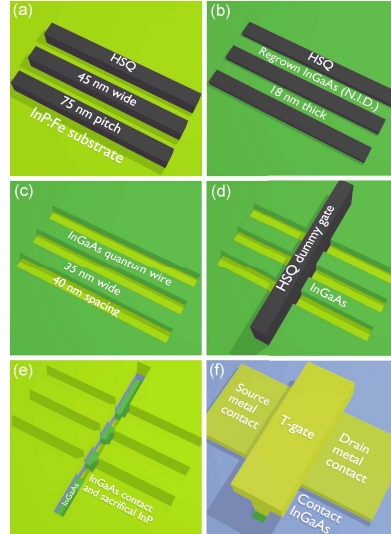 (a)
HSQ
45 nm wide
75 nm pitch
InP:Fe substrate
(b)
HSQ
Regrown InGaAs (N.I.D.)
18 nm thick
(c)
InGaAs quantum wire
35 nm wide
40 nm spacing
(d)
HSQ dummy gate
InGaAs
(e)
InGaAs
InGaAs contact
and sacrifical InP
(f)
Source
metal
contact
T-gate
Drain
metal
contact
Contact
InGaAs